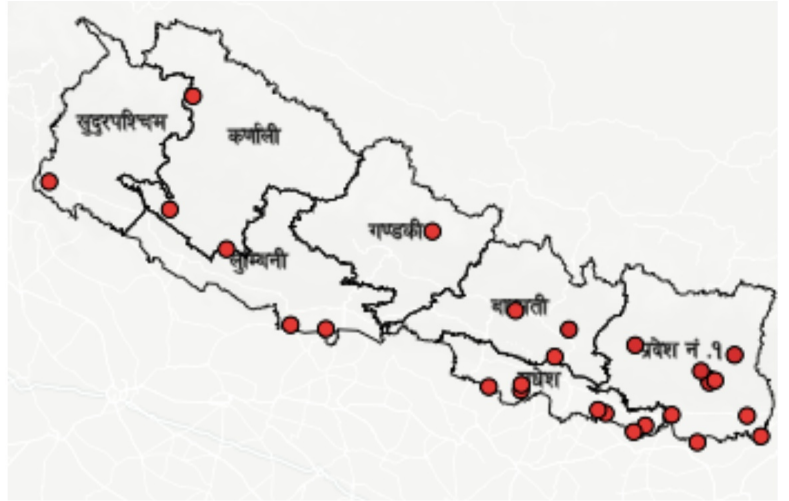 सुदुरपश्चिम
कर्णाली
गण्डकी
लुम्बिनी
प्रदेश नं .१